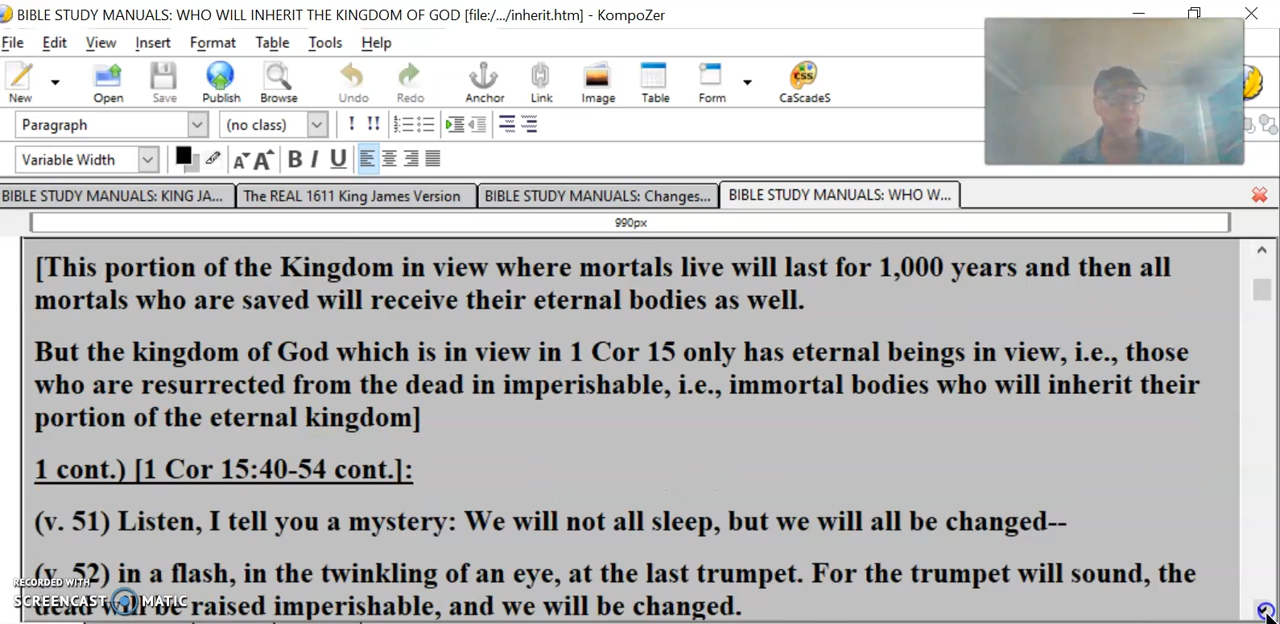 BIBLE STUDY MANUALS: WHO WILL INHERIT THE KINGDOM OF GOD [file:/.../inherit.htm] - KompoZer
File Edit View Insert Format Table Tools Help
New Open Save Publish Browse Undo Redo Anchor Link Image Table Form CaScadeS
Paragraph (no class) ! !!
Variable Width A A B I U
BIBLE STUDY MANUALS: KING JA... The REAL 1611 King James Version BIBLE STUDY MANUALS: Changes... BIBLE STUDY MANUALS: WHO W...
990px
[This portion of the Kingdom in view where mortals live will last for 1,000 years and then all
mortals who are saved will receive their eternal bodies as well.
But the kingdom of God which is in view in 1 Cor 15 only has eternal beings in view, i.e., those
who are resurrected from the dead in imperishable, i.e., immortal bodies who will inherit their
portion of the eternal kingdom]
1 cont.) [1 Cor 15:40-54 cont.]:
(v. 51) Listen, I tell you a mystery: We will not all sleep, but we will all be changed--
(v. 52) in a flash, in the twinkling of an eye, at the last trumpet. For the trumpet will sound, the
dead will be raised imperishable, and we will be changed.
RECORDED WITH
SCREENCAST MATIC